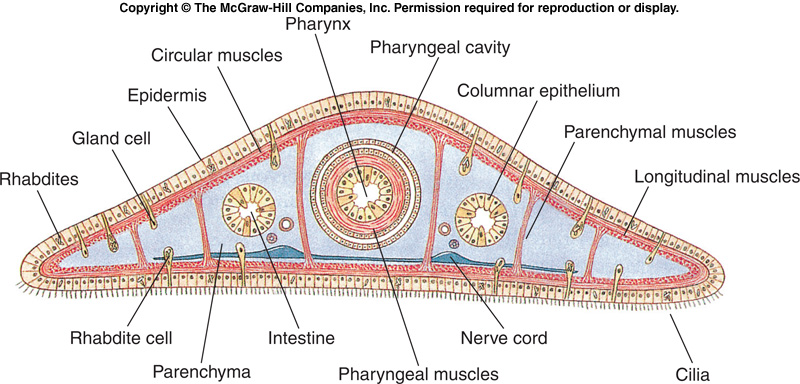 Copyright © The McGraw-Hill Companies, Inc. Permission required for reproduction or display.
Pharynx
Pharyngeal cavity
Circular muscles
Columnar epithelium
Epidermis
Parenchymal muscles
Gland cell
Rhabdites
Longitudinal muscles
Rhabdite cell
Intestine
Nerve cord
Parenchyma
Pharyngeal muscles
Cilia